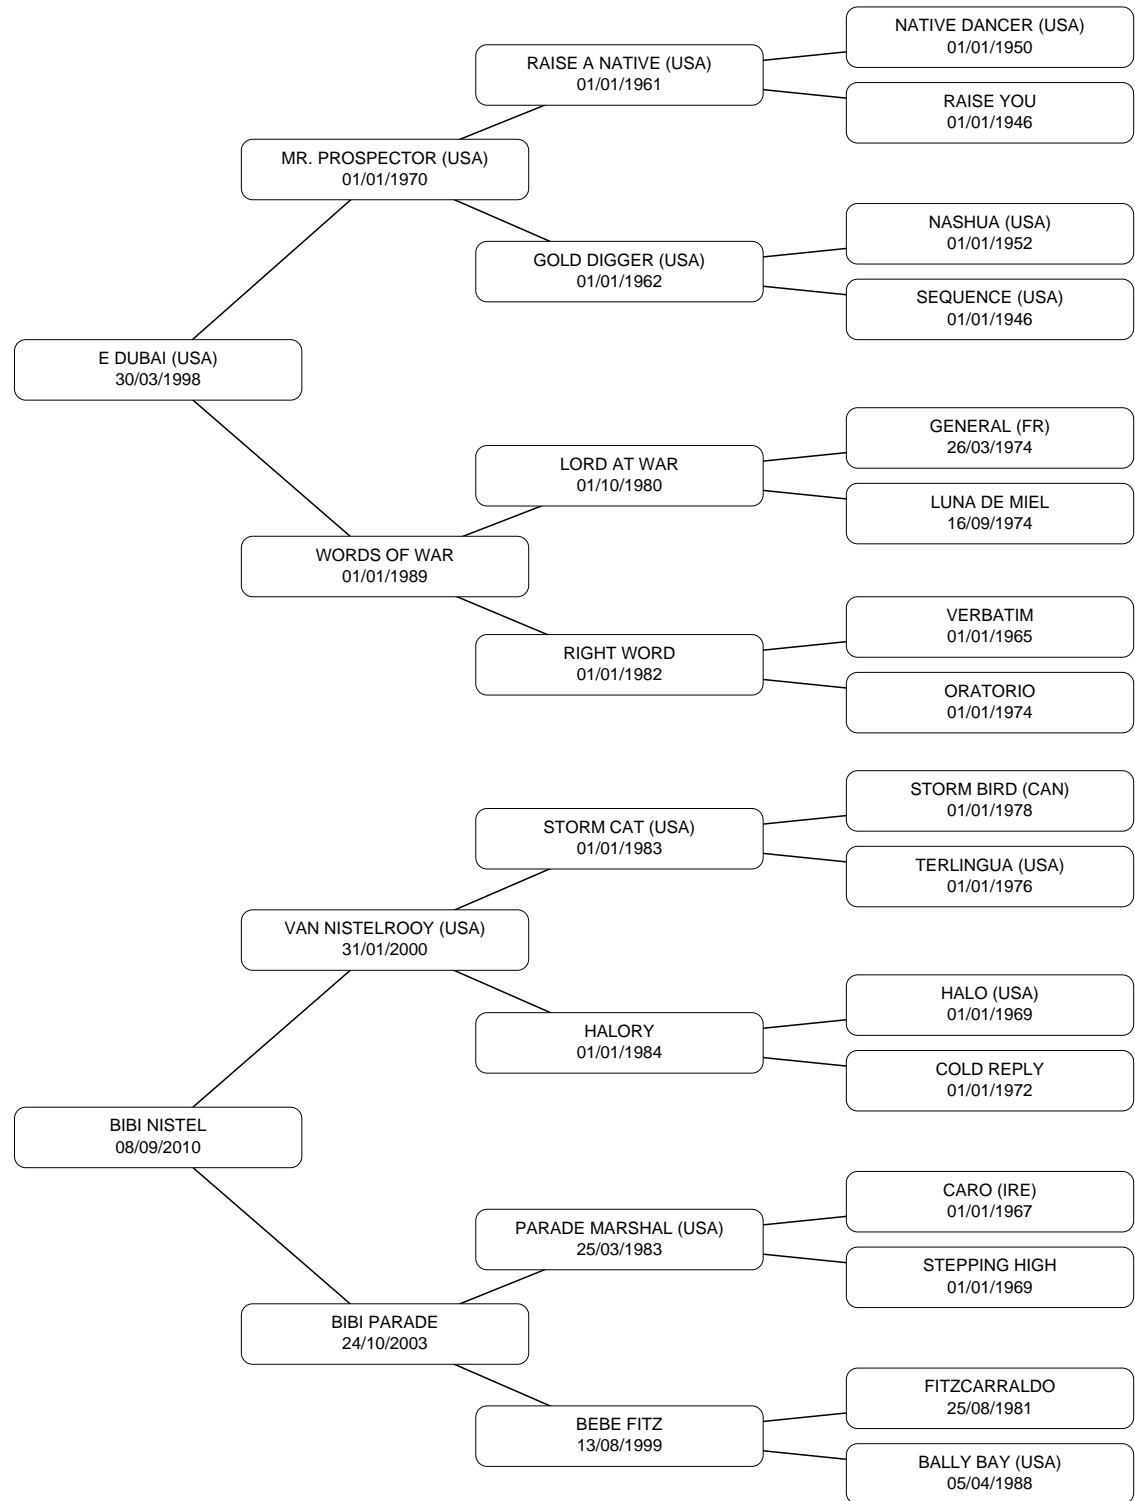 NATIVE DANCER (USA)
01/01/1950
RAISE A NATIVE (USA)
01/01/1961
RAISE YOU
01/01/1946
MR. PROSPECTOR (USA)
01/01/1970
NASHUA (USA)
01/01/1952
GOLD DIGGER (USA)
01/01/1962
SEQUENCE (USA)
01/01/1946
E DUBAI (USA)
30/03/1998
GENERAL (FR)
26/03/1974
LORD AT WAR
01/10/1980
LUNA DE MIEL
16/09/1974
WORDS OF WAR
01/01/1989
VERBATIM
01/01/1965
RIGHT WORD
01/01/1982
ORATORIO
01/01/1974
STORM BIRD (CAN)
01/01/1978
STORM CAT (USA)
01/01/1983
TERLINGUA (USA)
01/01/1976
VAN NISTELROOY (USA)
31/01/2000
HALO (USA)
01/01/1969
HALORY
01/01/1984
COLD REPLY
01/01/1972
BIBI NISTEL
08/09/2010
CARO (IRE)
01/01/1967
PARADE MARSHAL (USA)
25/03/1983
STEPPING HIGH
01/01/1969
BIBI PARADE
24/10/2003
FITZCARRALDO
25/08/1981
BEBE FITZ
13/08/1999
BALLY BAY (USA)
05/04/1988